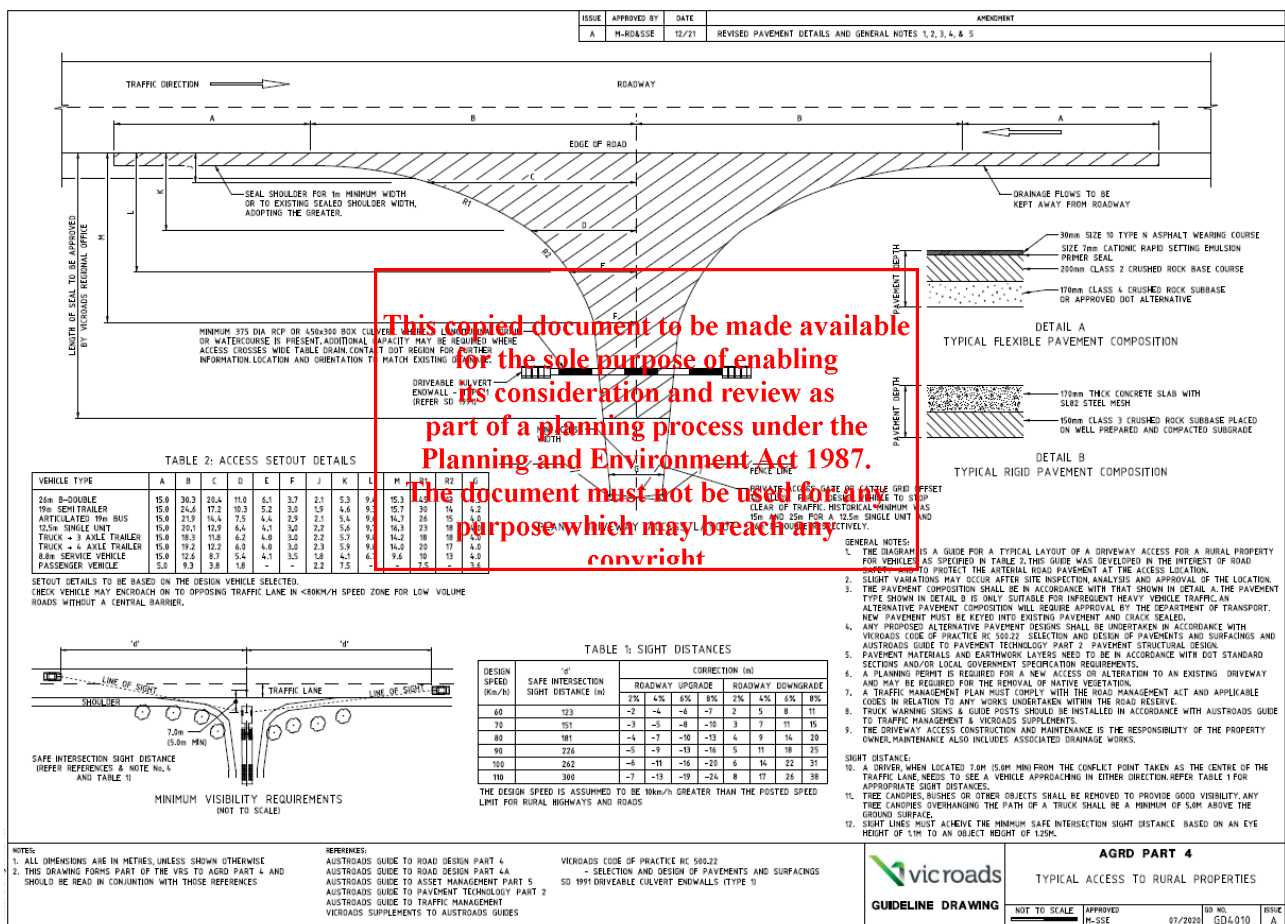 ISSUE APPROVED BY DATE AMENDMENT
A M-RD&SSE 12/21 REVISED PAVEMENT DETAILS AND GENERAL NOTES 1, 2, 3, 4, & 5
TRAFFIC DIRECTION
ROADWAY
A B B A
EDGE OF ROAD
LENGTH OF SEAL TO BE APPROVED
BY VICROADS REGIONAL OFFICE
M
L
K
J
C
R1
D
R2
E
F
SEAL SHOULDER FOR 1m MINIMUM WIDTH
OR TO EXISTING SEALED SHOULDER WIDTH,
ADOPTING THE GREATER.
DRAINAGE FLOWS TO BE
KEPT AWAY FROM ROADWAY
PAVEMENT DEPTH
30mm SIZE 10 TYPE N ASPHALT WEARING COURSE
SIZE 7mm CATIONIC RAPID SETTING EMULSION
PRIMER SEAL
200mm CLASS 2 CRUSHED ROCK BASE COURSE
170mm CLASS 4 CRUSHED ROCK SUBBASE
OR APPROVED DOT ALTERNATIVE
DETAIL A
TYPICAL FLEXIBLE PAVEMENT COMPOSITION
PAVEMENT DEPTH
170mm THICK CONCRETE SLAB WITH
SL82 STEEL MESH
150mm CLASS 3 CRUSHED ROCK SUBBASE PLACED
ON WELL PREPARED AND COMPACTED SUBGRADE
DETAIL B
TYPICAL RIGID PAVEMENT COMPOSITION
MINIMUM 375 DIA RCP OR 450x300 BOX CULVERT WHERE
OR WATERCOURSE IS PRESENT. ADDITIONAL CAPACITY MAY BE REQUIRED WHERE
ACCESS CROSSES WIDE TABLE DRAIN. CONTACT DOT REGION FOR FURTHER
INFORMATION. LOCATION AND ORIENTATION TO MATCH EXISTING
DRIVEABLE CULVERT
ENDWALL
(REFER SD 1991)
WIDTH
G
FENCE LINE
PRIVATE ACCESS GATE OR CATTLE GRID OFFSET
TO STOP
CLEAR OF TRAFFIC. HISTORICAL MINIMUM WAS
15m AND 25m FOR A 12.5m SINGLE UNIT AND
This copied document to be made available
for the sole purpose of enabling
its consideration and review as
part of a planning process under the
Planning and Environment Act 1987.
The document must not be used for any
purpose which may breach any
copyright
TABLE 2: ACCESS SETOUT DETAILS
VEHICLE TYPE A B C D E F J K L M R1 R2 G
26m B-DOUBLE 15.0 30.3 20.4 11.0 6.1 3.7 2.1 5.3 15.3
19m SEMITRAILER 15.0 24.6 17.2 10.3 5.2 3.0 1.9 4.6 15.7 30 14 4.2
ARTICULATED 19m BUS 15.0 21.9 14.4 7.5 4.4 2.9 2.1 5.4 14.7 26 15 4.0
12.5m SINGLE UNIT 15.0 20.1 12.9 6.4 4.1 3.0 2.2 5.6 16.3 23 18
TRUCK + 3 AXLE TRAILER 15.0 18.3 11.8 6.2 4.0 3.0 2.2 5.7 14.2 18 18
TRUCK + 4 AXLE TRAILER 15.0 19.2 12.2 6.0 4.0 3.0 2.3 5.9 14.0 20 17 4.0
8.8m SERVICE VEHICLE 15.0 12.6 8.7 5.4 4.1 3.5 1.8 4.1 9.6 10 13 4.0
PASSENGER VEHICLE 5.0 9.3 3.8 1.8 - - 2.2 7.5 - - 7.5 - 3.6
SETOUT DETAILS TO BE BASED ON THE DESIGN VEHICLE SELECTED.
CHECK VEHICLE MAY ENCROACH ON TO OPPOSING TRAFFIC LANE IN <80KM/H SPEED ZONE FOR LOW VOLUME
ROADS WITHOUT A CENTRAL BARRIER.
'd' 'd'
LINE OF SIGHT
TRAFFIC LANE
LINE OF SIGHT
SHOULDER
7.0m
(5.0m MIN)
SAFE INTERSECTION SIGHT DISTANCE
(REFER REFERENCES & NOTE No. 4
AND TABLE 1)
MINIMUM VISIBILITY REQUIREMENTS
(NOT TO SCALE)
TABLE 1: SIGHT DISTANCES
DESIGN SPEED (Km/h) 'd' SAFE INTERSECTION SIGHT DISTANCE (m) CORRECTION (m)
ROADWAY UPGRADE ROADWAY DOWNGRADE
2% 4% 6% 8% 2% 4% 6% 8%
60 123 -2 -4 -6 -7 2 5 8 11
70 151 -3 -5 -8 -10 3 7 11 15
80 181 -4 -7 -10 -13 4 9 14 20
90 226 -5 -9 -13 -16 5 11 18 25
100 262 -6 -11 -16 -20 6 14 22 31
110 300 -7 -13 -19 -24 8 17 26 38
THE DESIGN SPEED IS ASSUMED TO BE 10km/h GREATER THAN THE POSTED SPEED
LIMIT FOR RURAL HIGHWAYS AND ROADS
GENERAL NOTES:
1. THE DIAGRAM IS A GUIDE FOR A TYPICAL LAYOUT OF A DRIVEWAY ACCESS FOR A RURAL PROPERTY
FOR VEHICLES AS SPECIFIED IN TABLE 2. THIS GUIDE WAS DEVELOPED IN THE INTEREST OF ROAD
SAFETY AND TO PROTECT THE ARTERIAL ROAD PAVEMENT AT THE ACCESS LOCATION.
2. SLIGHT VARIATIONS MAY OCCUR AFTER SITE INSPECTION, ANALYSIS AND APPROVAL OF THE LOCATION.
3. THE PAVEMENT COMPOSITION SHALL BE IN ACCORDANCE WITH THAT SHOWN IN DETAIL A. THE PAVEMENT
TYPE SHOWN IN DETAIL B IS ONLY SUITABLE FOR INFREQUENT HEAVY VEHICLE TRAFFIC. AN
ALTERNATIVE PAVEMENT COMPOSITION WILL REQUIRE APPROVAL BY THE DEPARTMENT OF TRANSPORT.
NEW PAVEMENT MUST BE KEYED INTO EXISTING PAVEMENT AND CRACK SEALED.
4. ANY PROPOSED ALTERNATIVE PAVEMENT DESIGNS SHALL BE UNDERTAKEN IN ACCORDANCE WITH
VICROADS CODE OF PRACTICE RC 500.22 SELECTION AND DESIGN OF PAVEMENTS AND SURFACINGS AND
AUSTROADS GUIDE TO PAVEMENT TECHNOLOGY PART 2 PAVEMENT STRUCTURAL DESIGN.
5. PAVEMENT MATERIALS AND EARTHWORK LAYERS NEED TO BE IN ACCORDANCE WITH DOT STANDARD
SECTIONS AND/OR LOCAL GOVERNMENT SPECIFICATION REQUIREMENTS.
6. A PLANNING PERMIT IS REQUIRED FOR A NEW ACCESS OR ALTERATION TO AN EXISTING DRIVEWAY
AND MAY BE REQUIRED FOR THE REMOVAL OF NATIVE VEGETATION.
7. A TRAFFIC MANAGEMENT PLAN MUST COMPLY WITH THE ROAD MANAGEMENT ACT AND APPLICABLE
CODES IN RELATION TO ANY WORKS UNDERTAKEN WITHIN THE ROAD RESERVE.
8. TRUCK WARNING SIGNS & GUIDE POSTS SHOULD BE INSTALLED IN ACCORDANCE WITH AUSTROADS GUIDE
TO TRAFFIC MANAGEMENT & VICROADS SUPPLEMENTS.
9. THE DRIVEWAY ACCESS CONSTRUCTION AND MAINTENANCE IS THE RESPONSIBILITY OF THE PROPERTY
OWNER. MAINTENANCE ALSO INCLUDES ASSOCIATED DRAINAGE WORKS.
SIGHT DISTANCE:
10. A DRIVER, WHEN LOCATED 7.0M (5.0M MIN) FROM THE CONFLICT POINT TAKEN AS THE CENTRE OF THE
TRAFFIC LANE, NEEDS TO SEE A VEHICLE APPROACHING IN EITHER DIRECTION. REFER TABLE 1 FOR
APPROPRIATE SIGHT DISTANCES.
11. TREE CANOPIES, BUSHES OR OTHER OBJECTS SHALL BE REMOVED TO PROVIDE GOOD VISIBILITY. ANY
TREE CANOPIES OVERHANGING THE PATH OF A TRUCK SHALL BE A MINIMUM OF 5.0M ABOVE THE
GROUND SURFACE.
12. SIGHT LINES MUST ACHEIVE THE MINIMUM SAFE INTERSECTION SIGHT DISTANCE BASED ON AN EYE
HEIGHT OF 1.1M TO AN OBJECT HEIGHT OF 1.25M.
NOTES:
1. ALL DIMENSIONS ARE IN METRES, UNLESS SHOWN OTHERWISE
2. THIS DRAWING FORMS PART OF THE VRS TO AGRD PART 4 AND
SHOULD BE READ IN CONJUNTION WITH THOSE REFERENCES
REFERENCES:
AUSTROADS GUIDE TO ROAD DESIGN PART 4
AUSTROADS GUIDE TO ROAD DESIGN PART 4A
AUSTROADS GUIDE TO ASSET MANAGEMENT PART 5
AUSTROADS GUIDE TO PAVEMENT TECHNOLOGY PART 2
AUSTROADS GUIDE TO TRAFFIC MANAGEMENT
VICROADS SUPPLEMENTS TO AUSTROADS GUIDES
VICROADS CODE OF PRACTICE RC 500.22
- SELECTION AND DESIGN OF PAVEMENTS AND SURFACINGS
SD 1991 DRIVEABLE CULVERT ENDWALLS (TYPE 1)
vicroads
GUIDELINE DRAWING
AGRD PART 4
TYPICAL ACCESS TO RURAL PROPERTIES
NOT TO SCALE APPROVED M-SSE 07/2020 GD NO. GD4010 ISSUE A